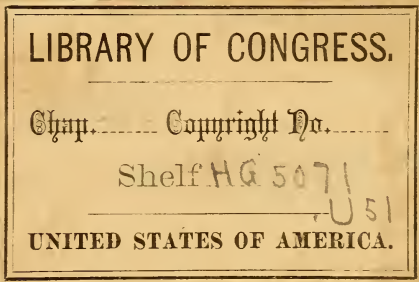 LIBRARY OF CONGRESS.
Chap. ...... Copyright No. ......
Shelf HG 5071
.U51
UNITED STATES OF AMERICA.